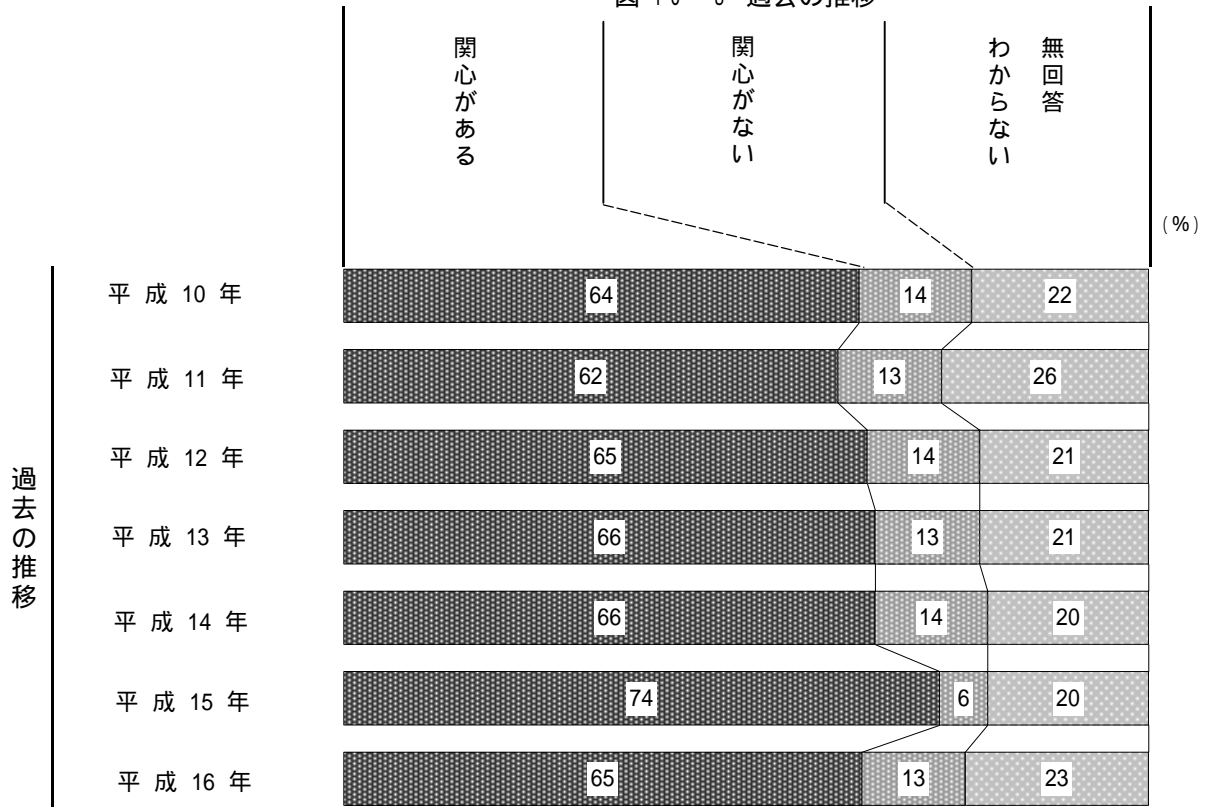 過去の推移
関心がある
関心がない
わからない
無回答
(%)
過去の推移
平成10年 64 14 22
平成11年 62 13 26
平成12年 65 14 21
平成13年 66 13 21
平成14年 66 14 20
平成15年 74 6 20
平成16年 65 13 23